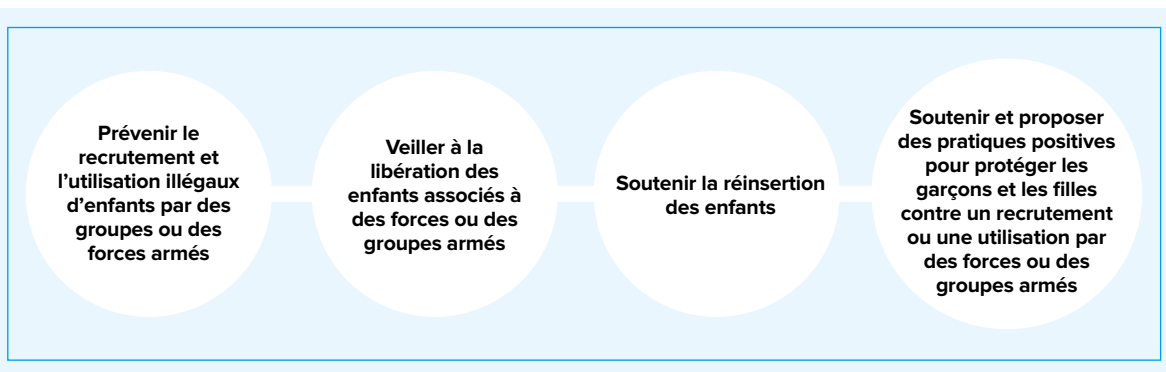 Prévenir le
recrutement et
l'utilisation illégaux
d'enfants par des
groupes ou des
forces armés
Veiller à la
libération des
enfants associés à
des forces ou des
groupes armés
Soutenir la réinsertion
des enfants
Soutenir et proposer
des pratiques positives
pour protéger les
garçons et les filles
contre un recrutement
ou une utilisation par
des forces ou des
groupes armés